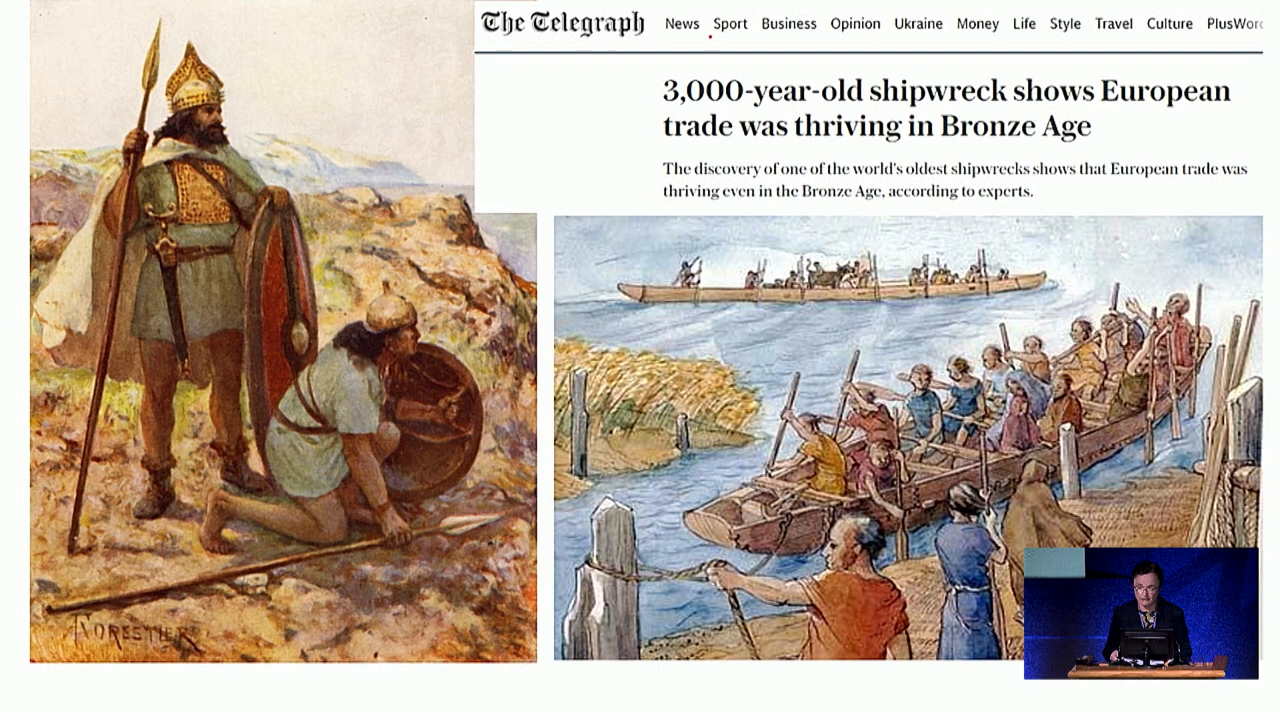 The Telegraph
News Sport Business Opinion Ukraine Money Life Style Travel Culture
3,000-year-old shipwreck shows European
trade was thriving in Bronze Age
The discovery of one of the world's oldest shipwrecks shows that European trade was
thriving even in the Bronze Age, according to experts.
FORESTIER